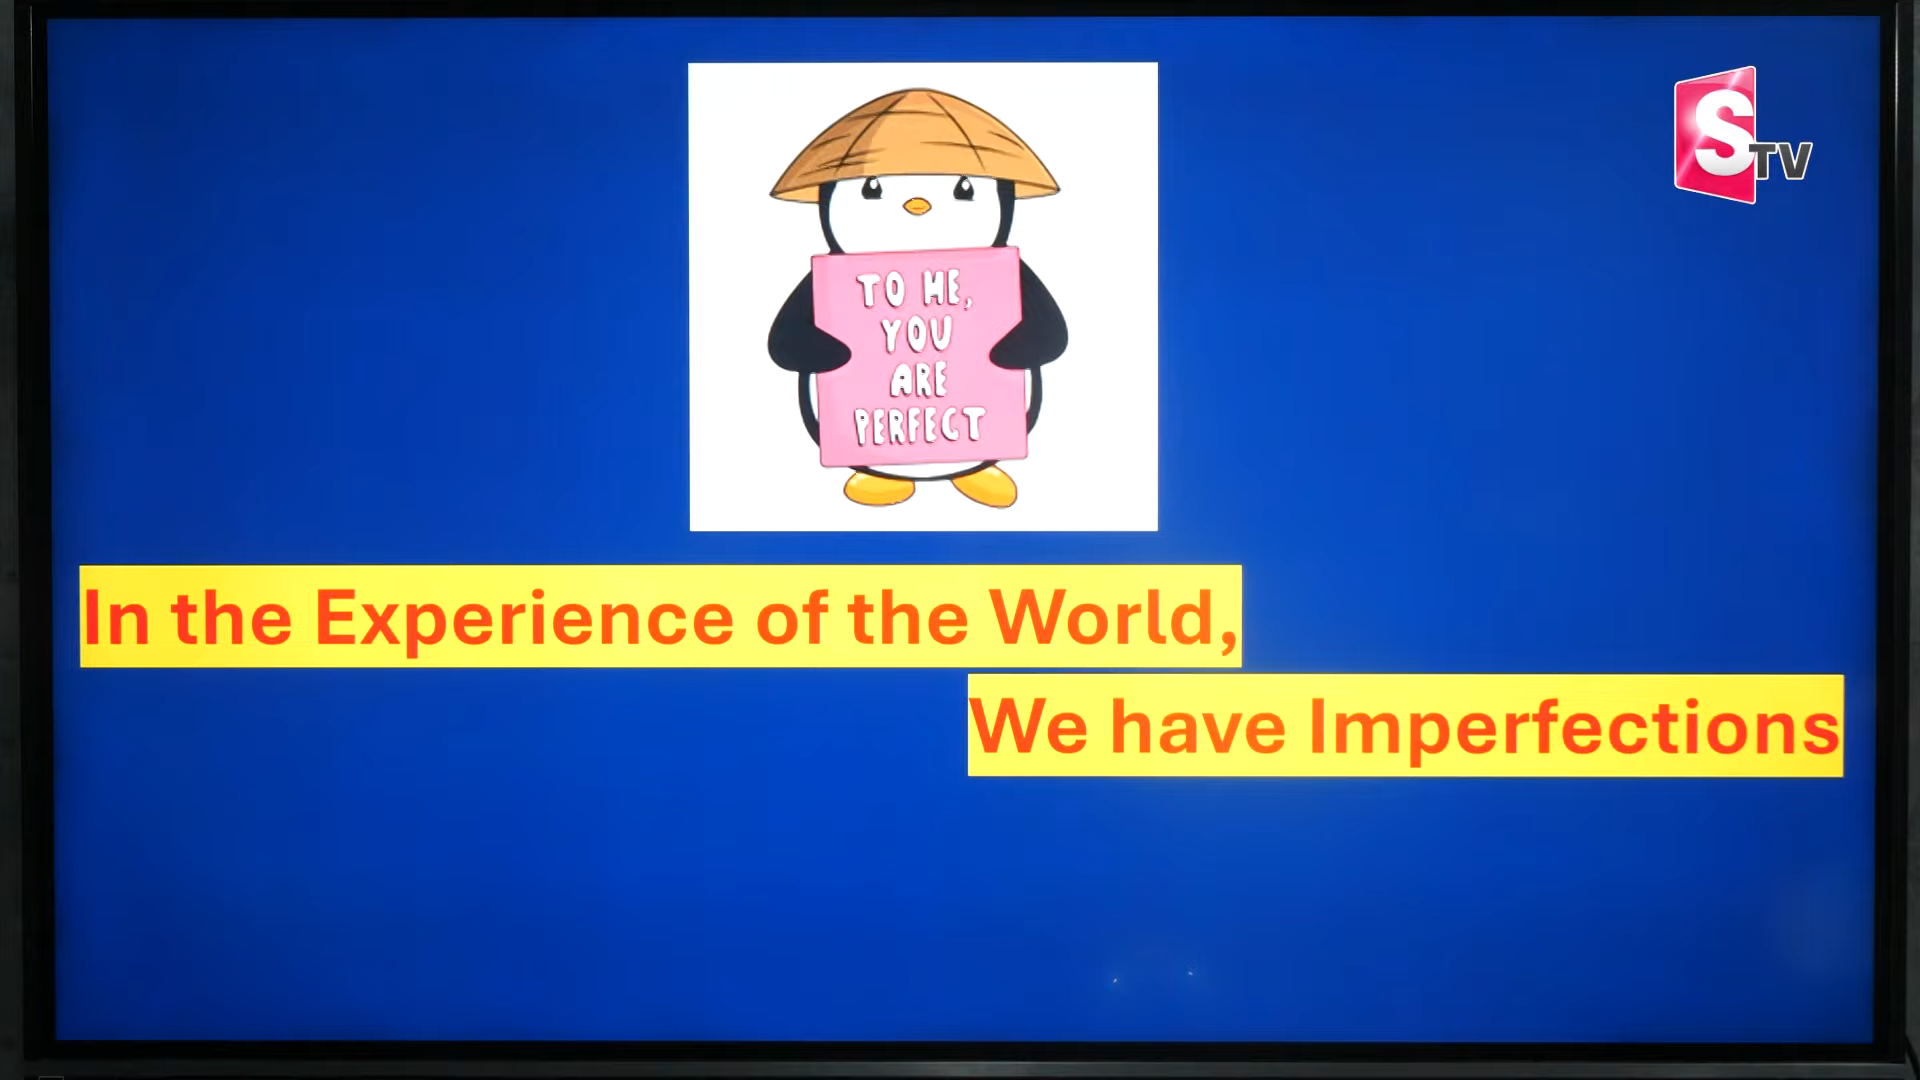 STV
TO ME,
YOU
ARE
PERFECT
In the Experience of the World,
We have Imperfections